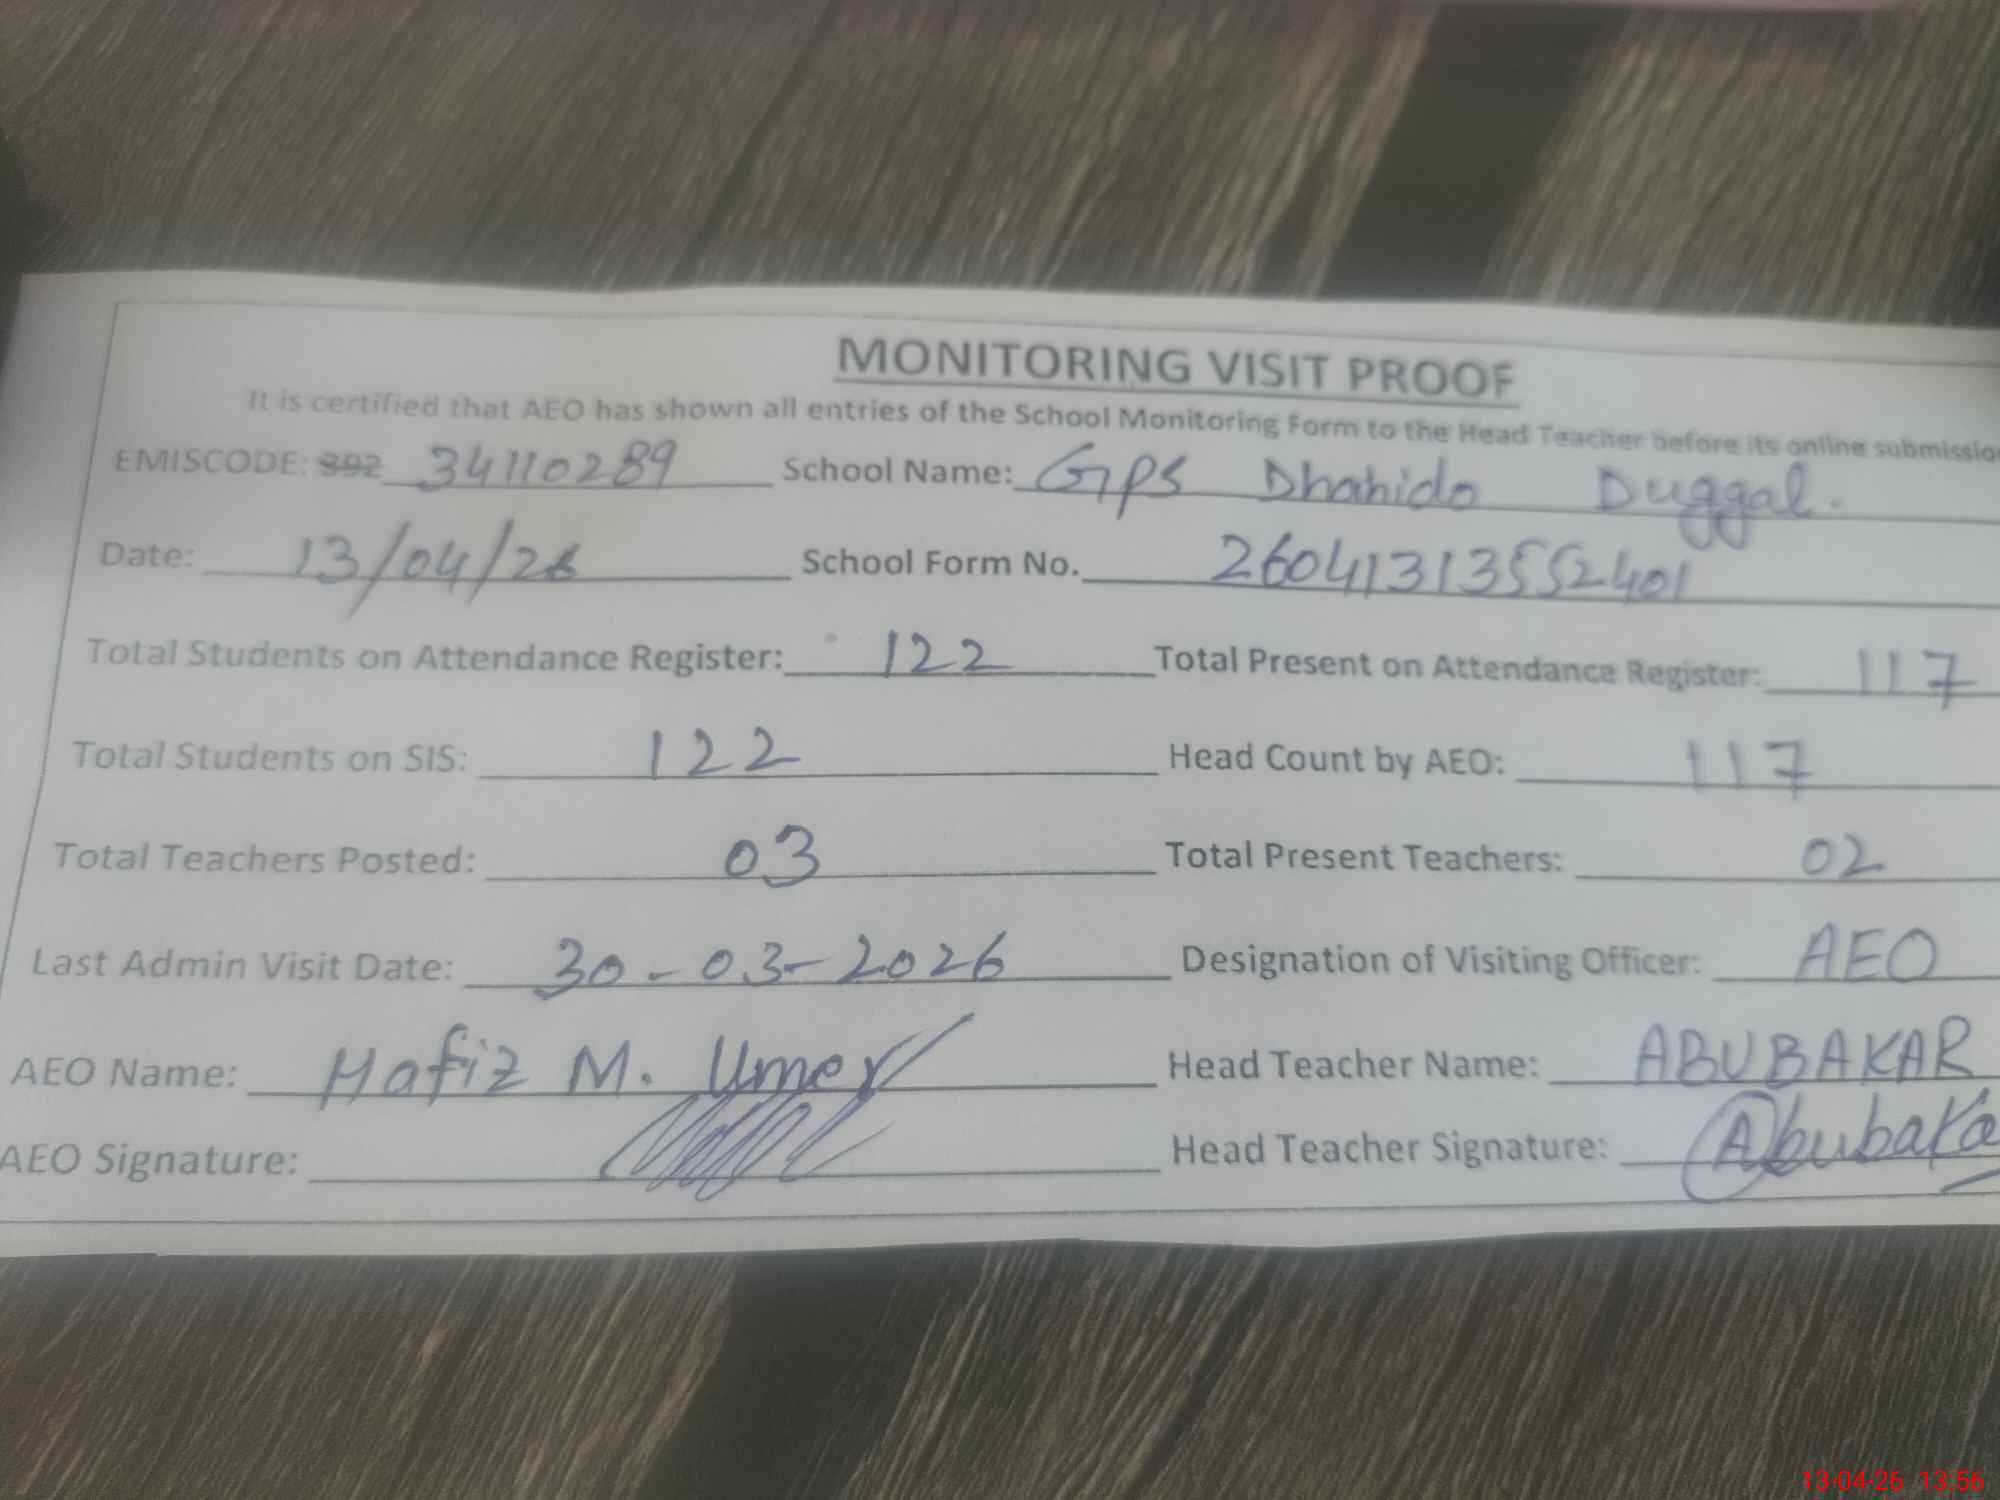 MONITORING VISIT PROOF
It is certified that AEO has shown all entries of the School Monitoring Form to the Head Teacher before its online submissio
EMISCODE: 392 34110289 School Name: GPS Dhahido Duggal.
Date: 13/04/26 School Form No. 260413135552401
Total Students on Attendance Register: 122 Total Present on Attendance Register: 117
Total Students on SIS: 122 Head Count by AEO: 117
Total Teachers Posted: 03 Total Present Teachers: 02
Last Admin Visit Date: 30-03-2026 Designation of Visiting Officer: AEO
AEO Name: Hafiz M. Umer Head Teacher Name: ABUBAKAR
AEO Signature: Head Teacher Signature: Abubaka
13-04-26 13:56